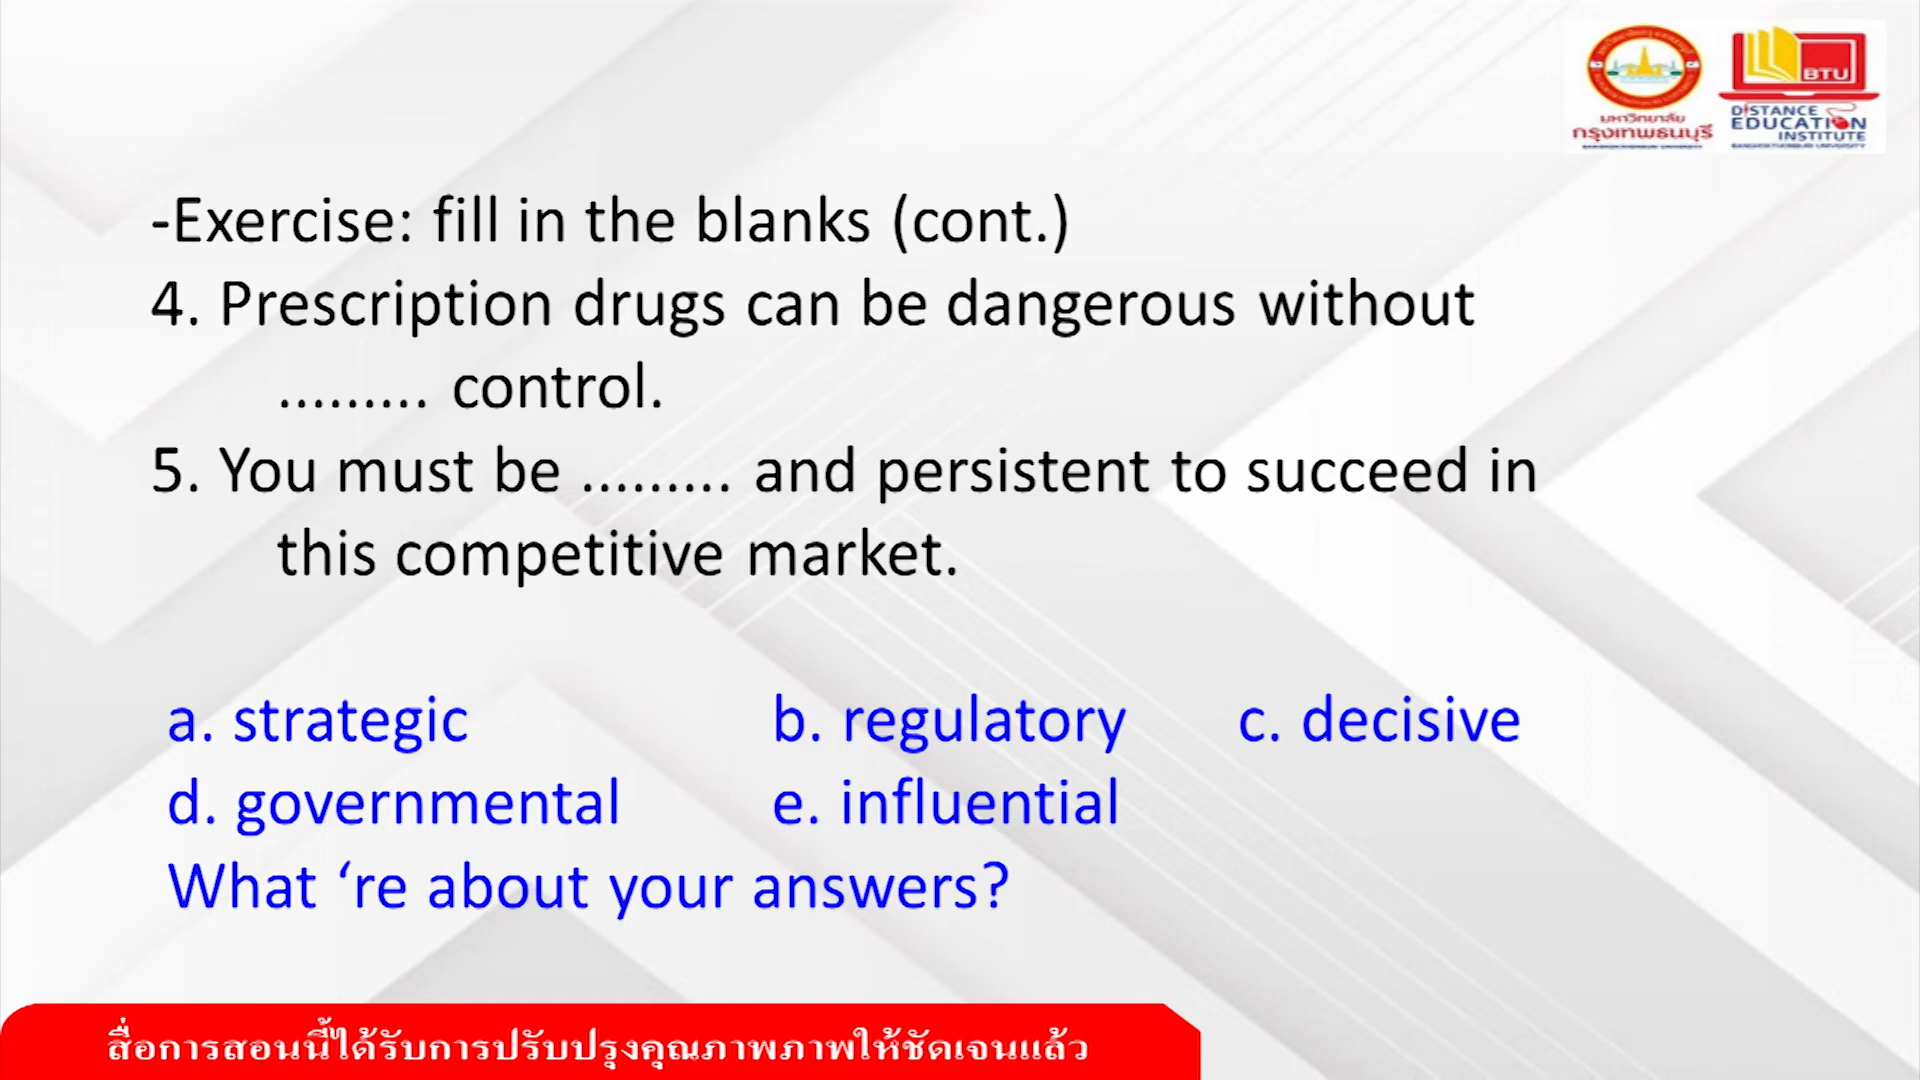 มหาวิทยาลัย
กรุงเทพธนบุรี
BANGKOKTHONBURI UNIVERSITY
BTU
DISTANCE
EDUCATION
INSTITUTE
BANGKOKTHONBURI UNIVERSITY
-Exercise: fill in the blanks (cont.)
4. Prescription drugs can be dangerous without
......... control.
5. You must be ......... and persistent to succeed in
this competitive market.
a. strategic b. regulatory c. decisive
d. governmental e. influential
What ‘re about your answers?
สื่อการสอนนี้ได้รับการปรับปรุงคุณภาพภาพให้ชัดเจนแล้ว